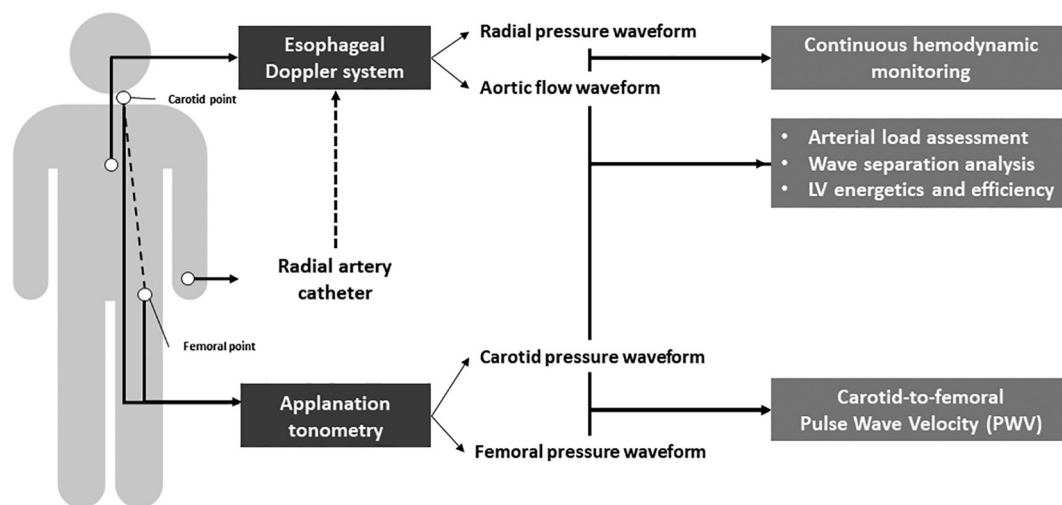 Esophageal
Doppler system
Radial pressure waveform
Aortic flow waveform
Continuous hemodynamic
monitoring
Carotid point
• Arterial load assessment
• Wave separation analysis
• LV energetics and efficiency
Radial artery
catheter
Femoral point
Carotid pressure waveform
Applanation
tonometry
Femoral pressure waveform
Carotid-to-femoral
Pulse Wave Velocity (PWV)